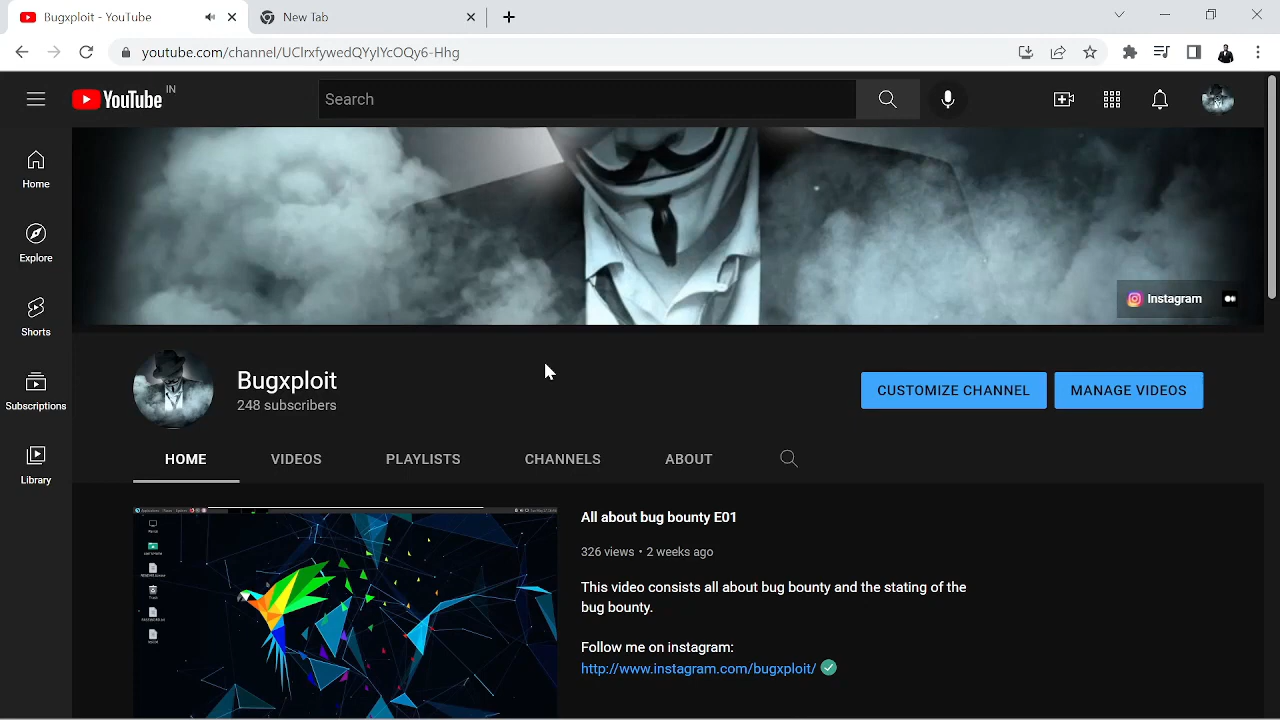 Bugxploit - YouTube
New Tab
youtube.com/channel/UCIrxfywedQYyIYcOQy6-Hhg
YouTube IN
Search
Home
Explore
Shorts
Subscriptions
Library
Instagram
Bugxploit
248 subscribers
CUSTOMIZE CHANNEL
MANAGE VIDEOS
HOME
VIDEOS
PLAYLISTS
CHANNELS
ABOUT
All about bug bounty E01
326 views • 2 weeks ago
This video consists all about bug bounty and the stating of the
bug bounty.
Follow me on instagram:
http://www.instagram.com/bugxploit/